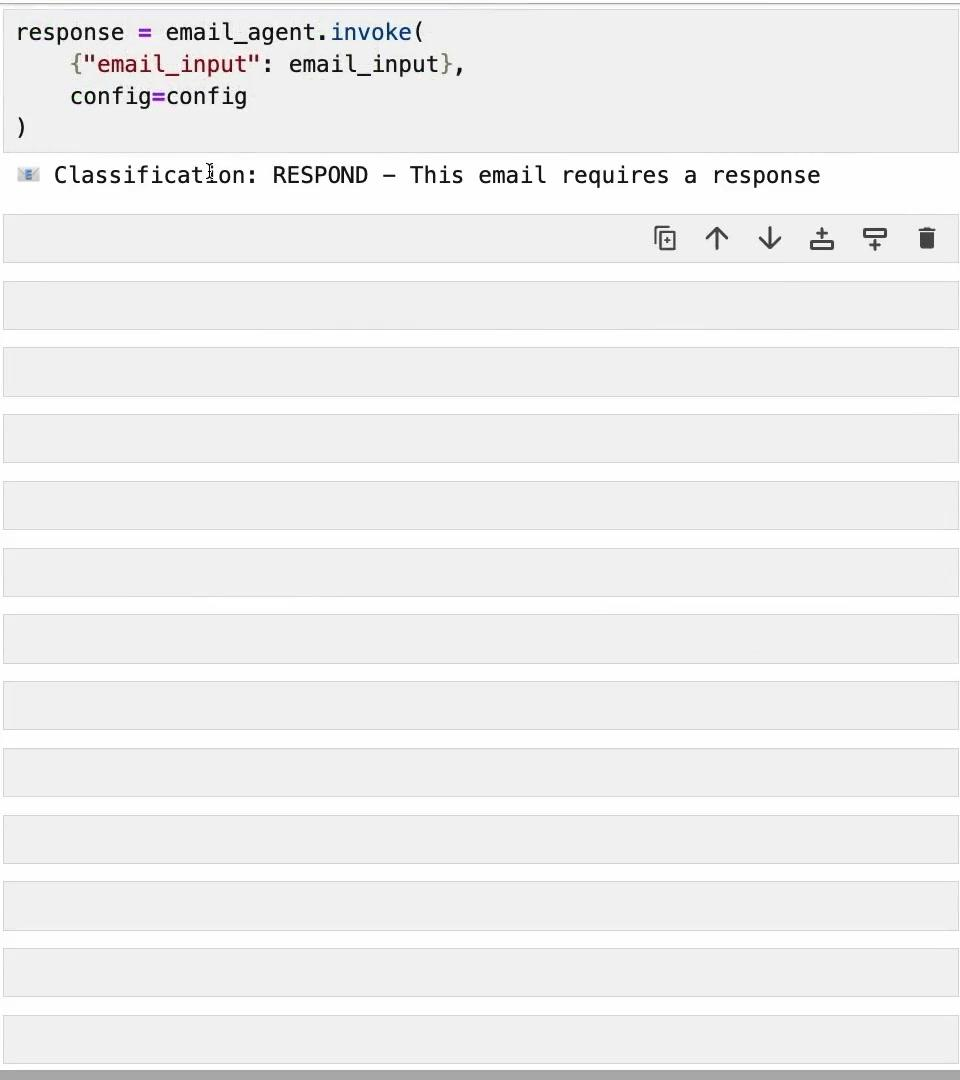 response = email_agent.invoke(
    {"email_input": email_input},
    config=config
)
📧 Classification: RESPOND – This email requires a response